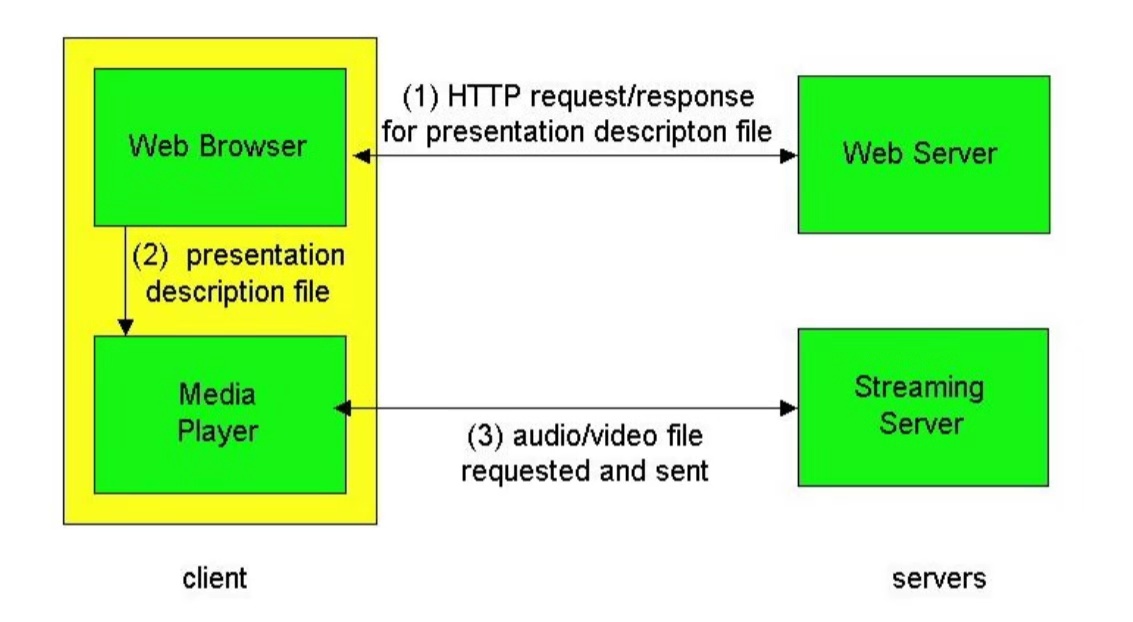 (1) HTTP request/response
for presentation descripton file
Web Browser
Web Server
(2) presentation
description file
Media
Player
Streaming
Server
(3) audio/video file
requested and sent
client
servers